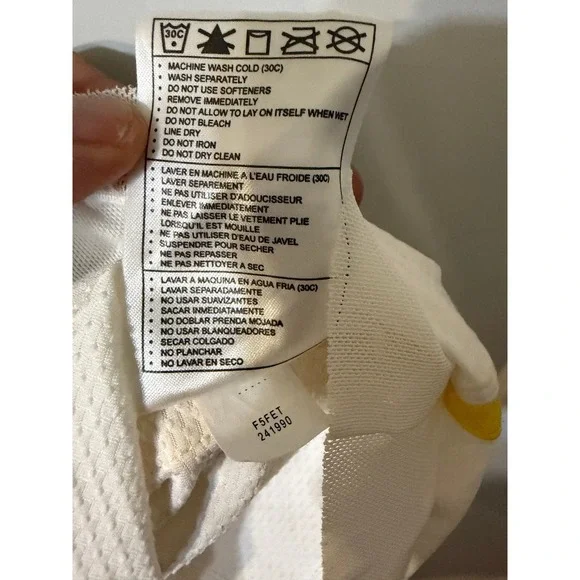 30C
• MACHINE WASH COLD (30C)
• WASH SEPARATELY
• DO NOT USE SOFTENERS
• REMOVE IMMEDIATELY
• DO NOT ALLOW TO LAY ON ITSELF WHEN WET
• DO NOT BLEACH
• LINE DRY
• DO NOT IRON
• DO NOT DRY CLEAN
• LAVER EN MACHINE A L'EAU FROIDE (30C)
• LAVER SEPAREMENT
• NE PAS UTILISER D'ADOUCISSEUR
• ENLEVER IMMEDIATEMENT
• NE PAS LAISSER LE VETEMENT PLIE
LORSQU'IL EST MOUILLE
• NE PAS UTILISER D'EAU DE JAVEL
• SUSPENDRE POUR SECHER
• NE PAS REPASSER
• NE PAS NETTOYER A SEC
• LAVAR A MAQUINA EN AGUA FRIA (30C)
• LAVAR SEPARADAMENTE
• NO USAR SUAVIZANTES
• SACAR INMEDIATAMENTE
• NO DOBLAR PRENDA MOJADA
• NO USAR BLANQUEADORES
• SECAR COLGADO
• NO PLANCHAR
• NO LAVAR EN SECO
F5FET
241990